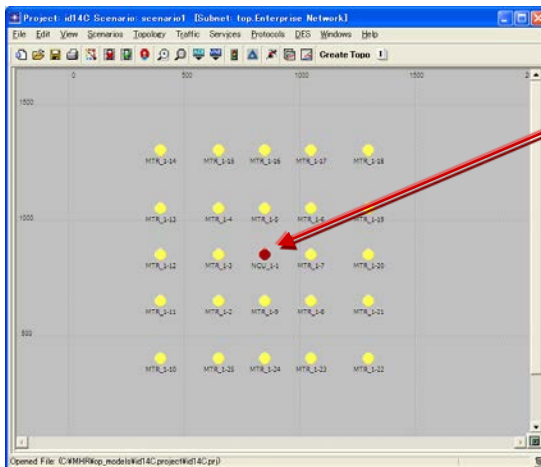 Project: id14C Scenario: scenario1 [Subnet: top.Enterprise Network]
File Edit View Scenarios Topology Traffic Services Protocols DES Windows Help
Create Topo
0 500 1000 1500 2
1500
MTR_1-14 MTR_1-15 MTR_1-16 MTR_1-17 MTR_1-18
1000
MTR_1-13 MTR_1-4 MTR_1-5 MTR_1-6 MTR_1-19
MTR_1-12 MTR_1-3 NCU_1-1 MTR_1-7 MTR_1-20
MTR_1-11 MTR_1-2 MTR_1-9 MTR_1-8 MTR_1-21
500
MTR_1-10 MTR_1-25 MTR_1-24 MTR_1-23 MTR_1-22
Opened File: (C:¥MHR¥op_models¥id14C.project¥id14C.prj)